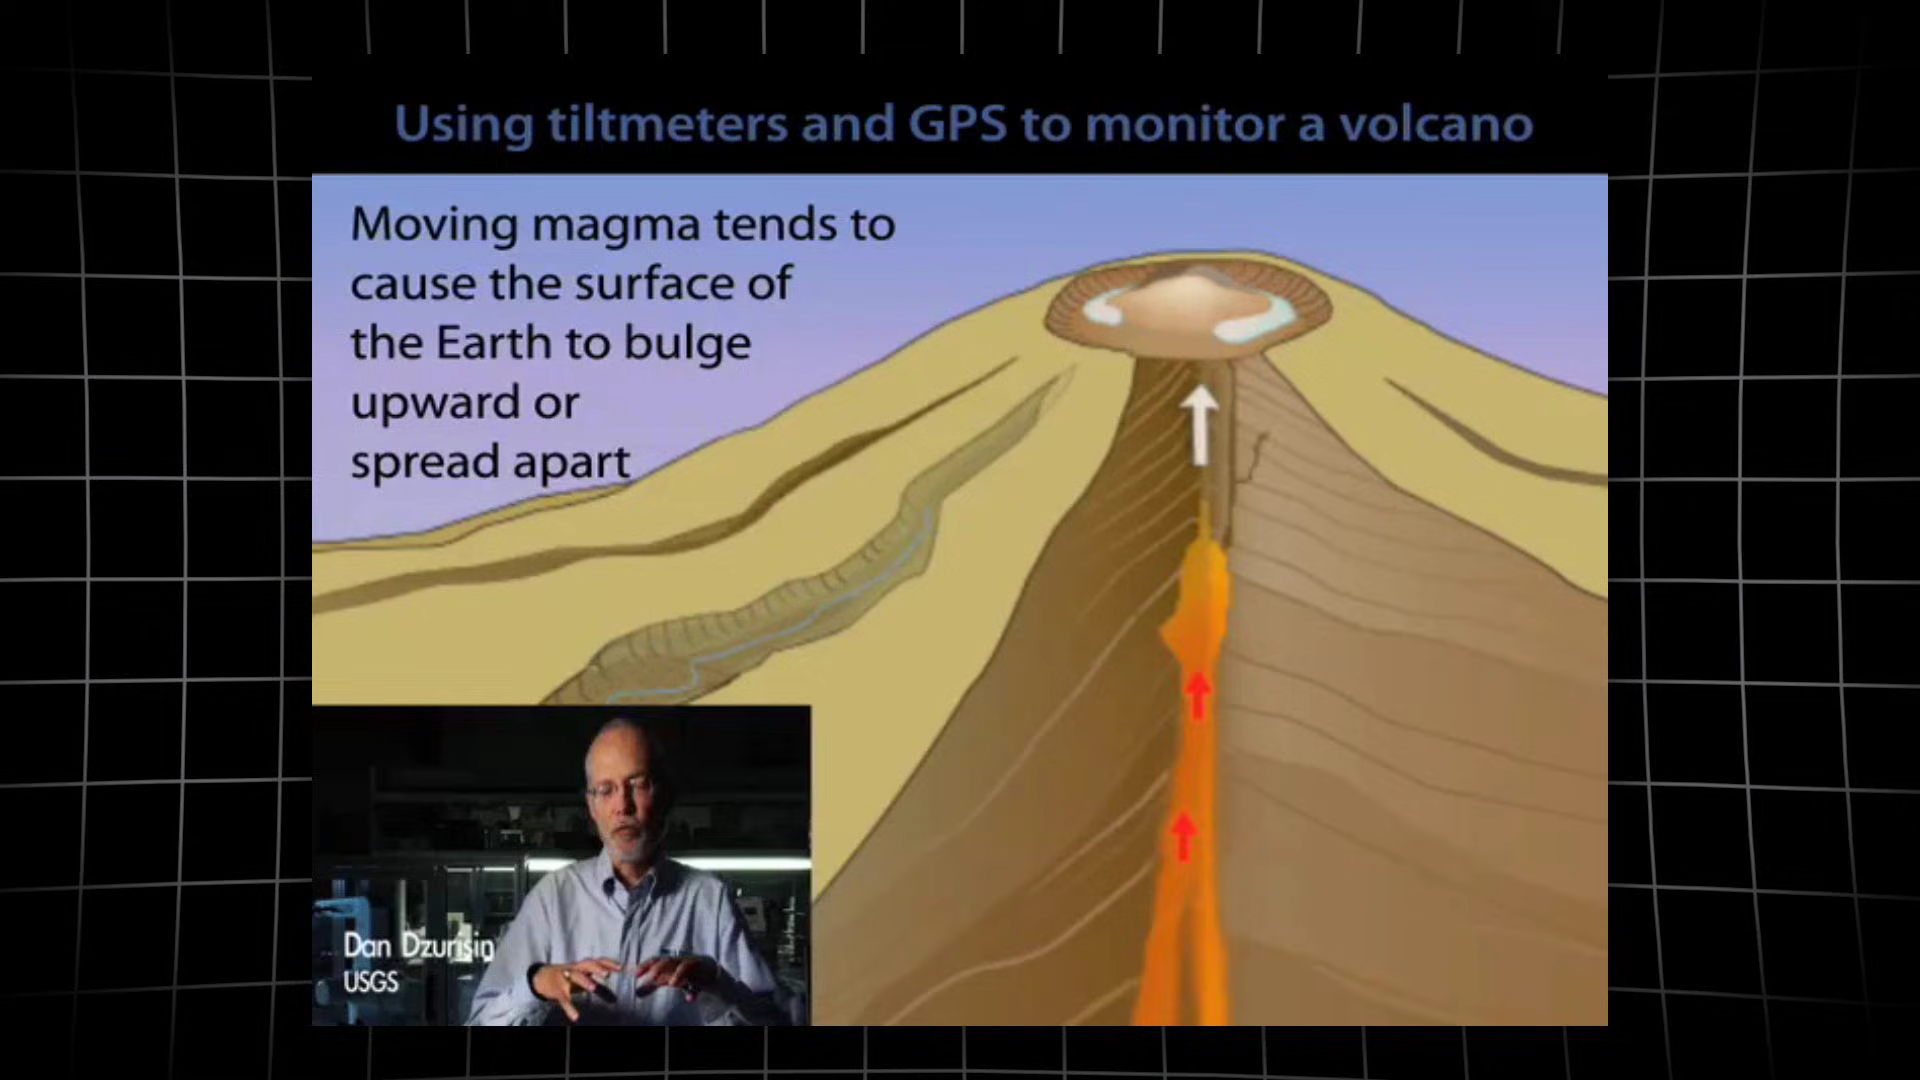 Using tiltmeters and GPS to monitor a volcano
Moving magma tends to
cause the surface of
the Earth to bulge
upward or
spread apart
Dan Dzurisin
USGS